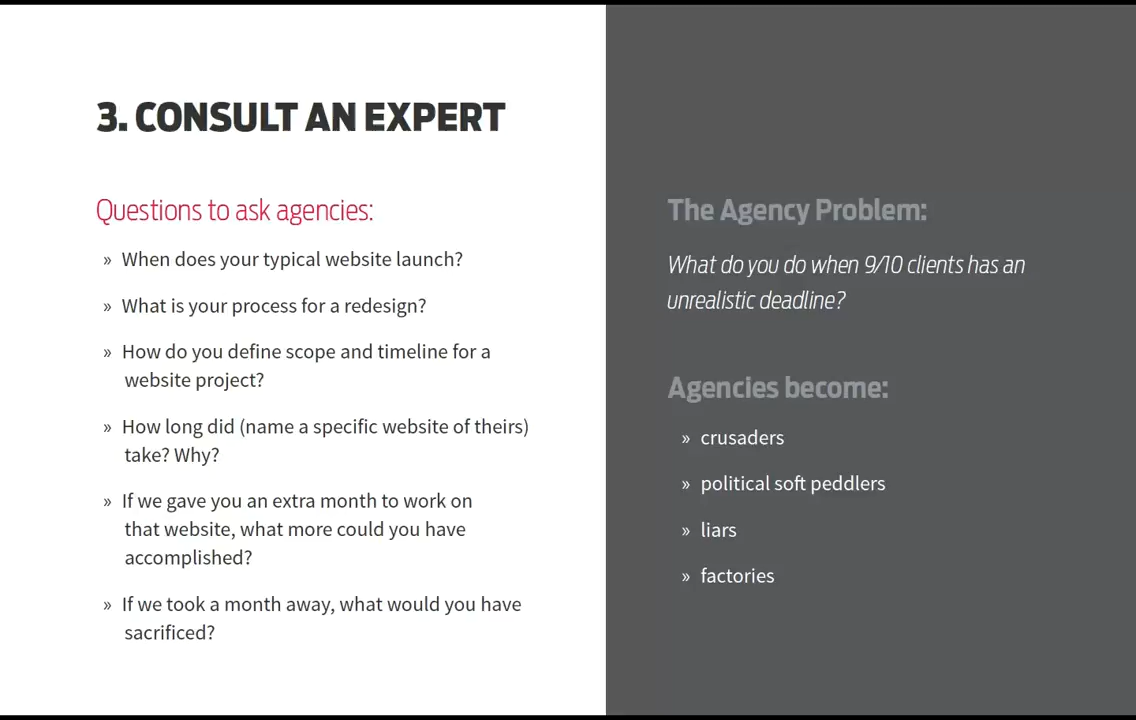 3. CONSULT AN EXPERT
Questions to ask agencies:
» When does your typical website launch?
» What is your process for a redesign?
» How do you define scope and timeline for a
website project?
» How long did (name a specific website of theirs)
take? Why?
» If we gave you an extra month to work on
that website, what more could you have
accomplished?
» If we took a month away, what would you have
sacrificed?
The Agency Problem:
What do you do when 9/10 clients has an
unrealistic deadline?
Agencies become:
» crusaders
» political soft peddlers
» liars
» factories